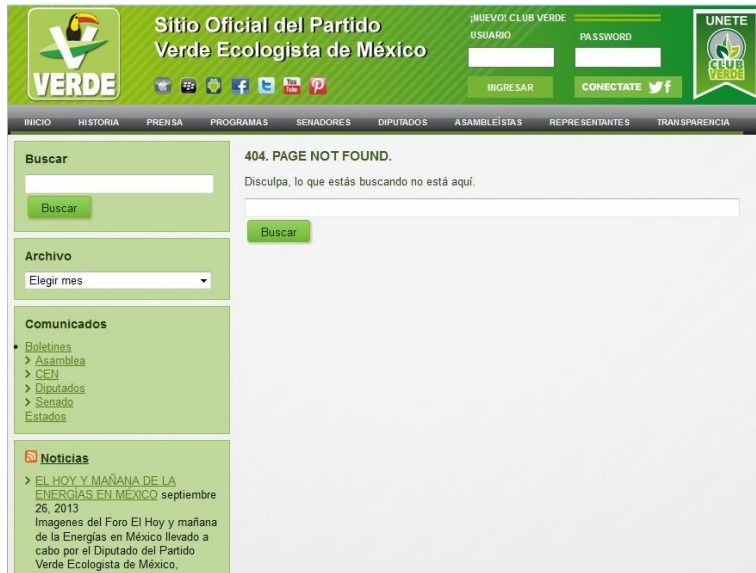 VERDE
Sitio Oficial del Partido
Verde Ecologista de México
You
Tube
¡NUEVO! CLUB VERDE
USUARIO
PASSWORD
INGRESAR
CONECTATE
UNETE
CLUB
VERDE
INICIO HISTORIA PRENSA PROGRAMAS SENADORES DIPUTADOS ASAMBLEÍSTAS REPRESENTANTES TRANSPARENCIA
Buscar
Buscar
Archivo
Elegir mes
Comunicados
Boletines
Asamblea
CEN
Diputados
Senado
Estados
Noticias
EL HOY Y MAÑANA DE LA
ENERGÍAS EN MÉXICO septiembre
26, 2013
Imagenes del Foro El Hoy y mañana
de la Energías en México llevado a
cabo por el Diputado del Partido
Verde Ecologista de México,
404. PAGE NOT FOUND.
Disculpa, lo que estás buscando no está aquí.
Buscar